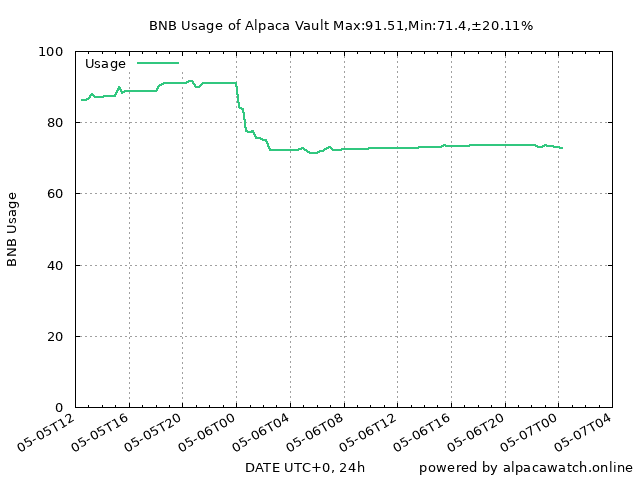 BNB Usage of Alpaca Vault Max:91.51,Min:71.4,±20.11%
Usage
100
80
60
40
20
0
BNB Usage
05-05T12
05-05T16
05-05T20
05-06T00
05-06T04
05-06T08
05-06T12
05-06T16
05-06T20
05-07T00
05-07T04
DATE UTC+0, 24h
powered by alpacawatch.online